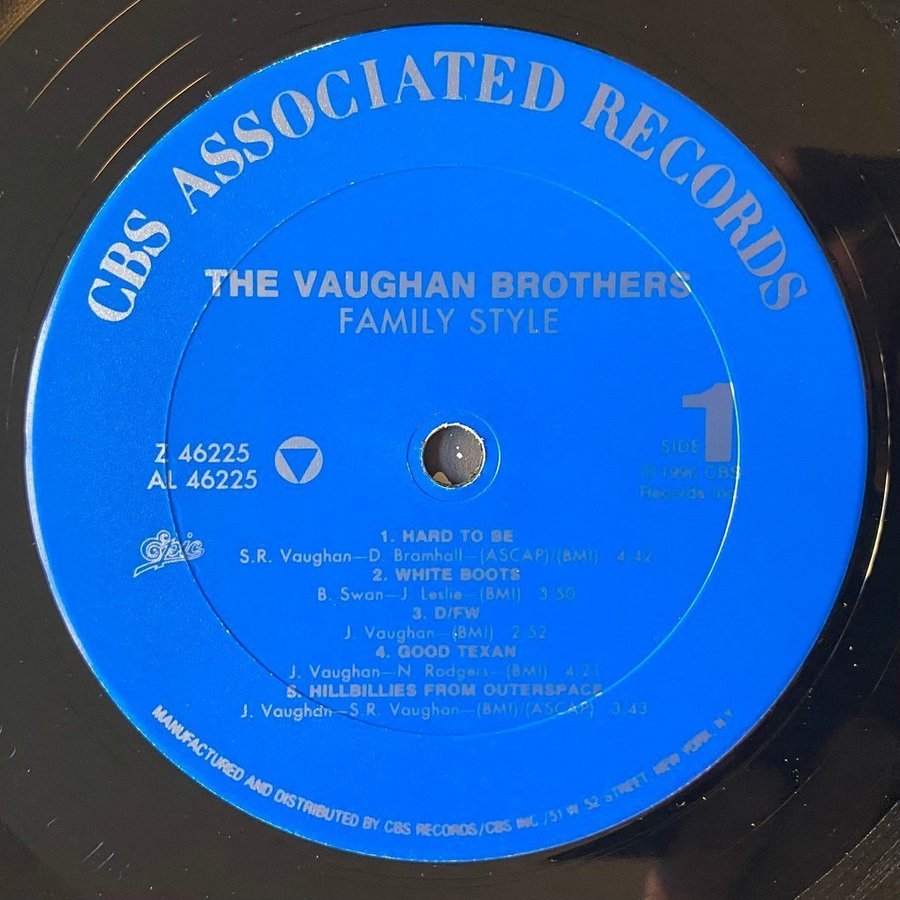 CBS ASSOCIATED RECORDS
THE VAUGHAN BROTHERS
FAMILY STYLE
1
SIDE
Z 46225
AL 46225
℗ 1990 CBS
Records Inc.
Epic
1. HARD TO BE
S.R. Vaughan—D. Bramhall—(ASCAP)/(BMI) 4:42
2. WHITE BOOTS
B. Swan—J. Leslie—(BMI) 3:50
3. D/FW
J. Vaughan—(BMI) 2:52
4. GOOD TEXAN
J. Vaughan—N. Rodgers—(BMI) 4:21
5. HILLBILLIES FROM OUTERSPACE
J. Vaughan—S.R. Vaughan—(BMI)/(ASCAP) 3:43
MANUFACTURED AND DISTRIBUTED BY CBS RECORDS/CBS INC./51 W 52 STREET, NEW YORK, N.Y.